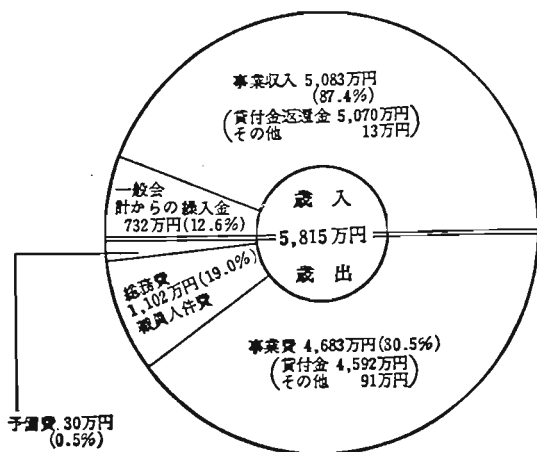 事業収入 5,083万円
(87.4%)
(貸付金返還金 5,070万円
その他 13万円)
一般会
計からの繰入金
732万円(12.6%)
歳入
5,815万円
歳出
総務費
1,102万円(19.0%)
職員人件費
事業費 4,683万円(30.5%)
(貸付金 4,592万円
その他 91万円)
予備費 30万円
(0.5%)